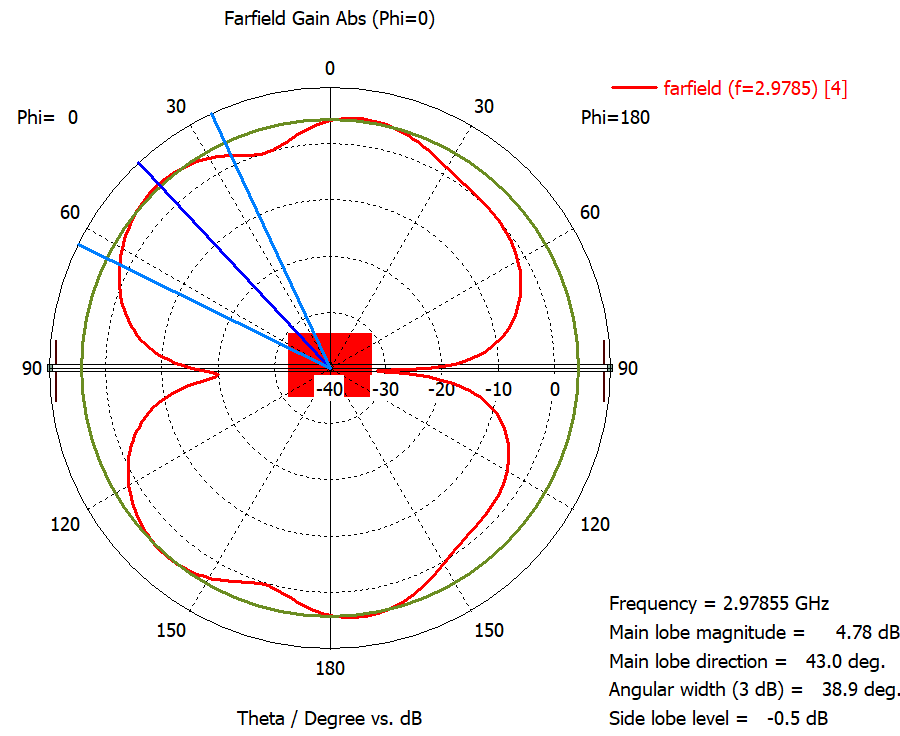 Farfield Gain Abs (Phi=0)
0
farfield (f=2.9785) [4]
Phi= 0
30
30
Phi=180
60
60
90
90
-40 -30 -20 -10 0
120
120
150
150
180
Frequency = 2.97855 GHz
Main lobe magnitude = 4.78 dB
Main lobe direction = 43.0 deg.
Angular width (3 dB) = 38.9 deg.
Side lobe level = -0.5 dB
Theta / Degree vs. dB